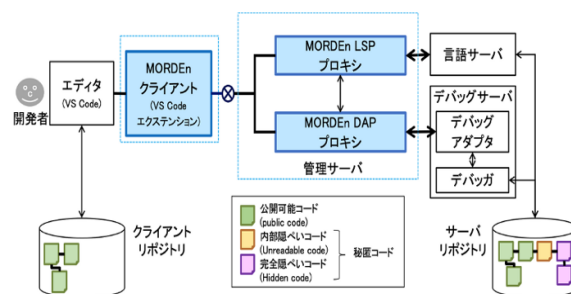 開発者
エディタ
(VS Code)
MORDEn
クライアント
(VS Code
エクステンション)
MORDEn LSP
プロキシ
MORDEn DAP
プロキシ
管理サーバ
言語サーバ
デバッグサーバ
デバッグ
アダプタ
デバッガ
クライアント
リポジトリ
公開可能コード
(public code)
内部隠ぺいコード
(Unreadable code)
完全隠ぺいコード
(Hidden code)
秘匿コード
サーバ
リポジトリ